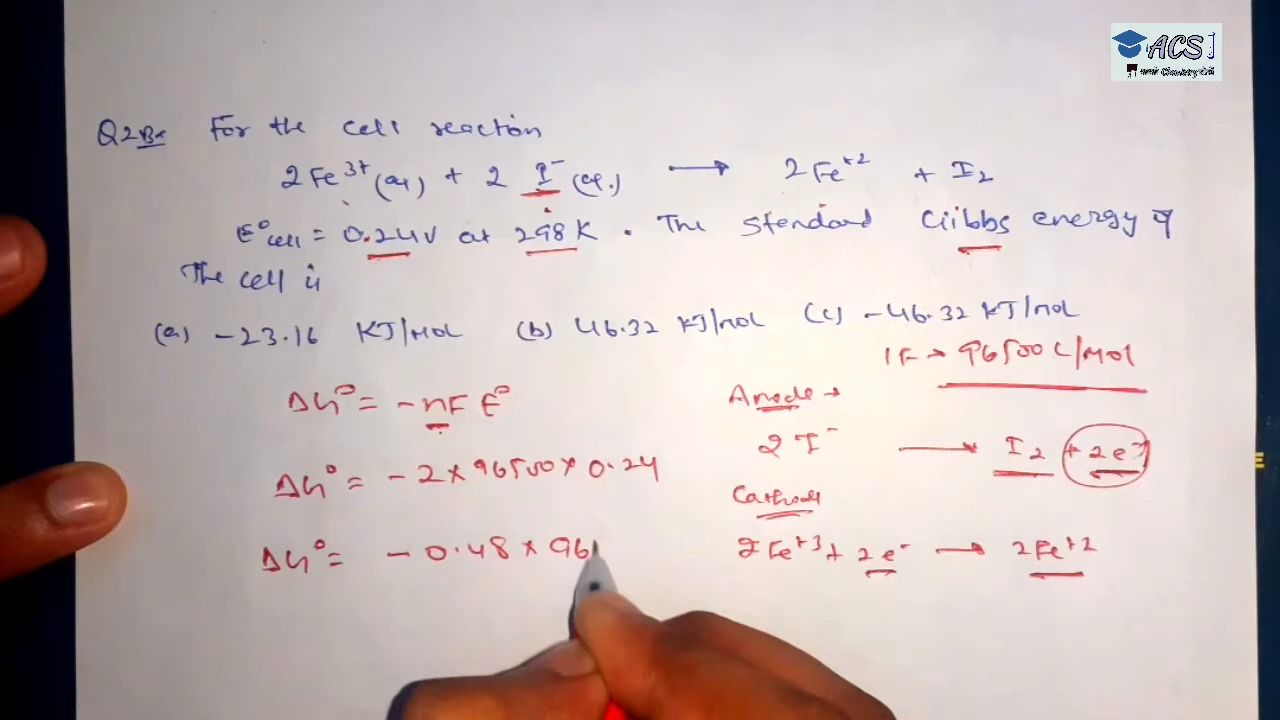 ACS
Q2Be For the cell reaction
2Fe³⁺(aq) + 2 I⁻(aq.) → 2Fe⁺² + I₂
E°cell = 0.24V at 298K. The standard Gibbs energy of
The cell is
(a) -23.16 KJ/Mol (b) 46.32 KJ/mol (c) -46.32 KJ/mol
1F → 96500 C/Mol
ΔG° = -nF E°
ΔG° = -2 × 96500 × 0.24
ΔG° = -0.48 × 96
Anode →
2I⁻ → I₂ + 2e⁻
Cathode
2Fe⁺³ + 2e⁻ → 2Fe⁺²